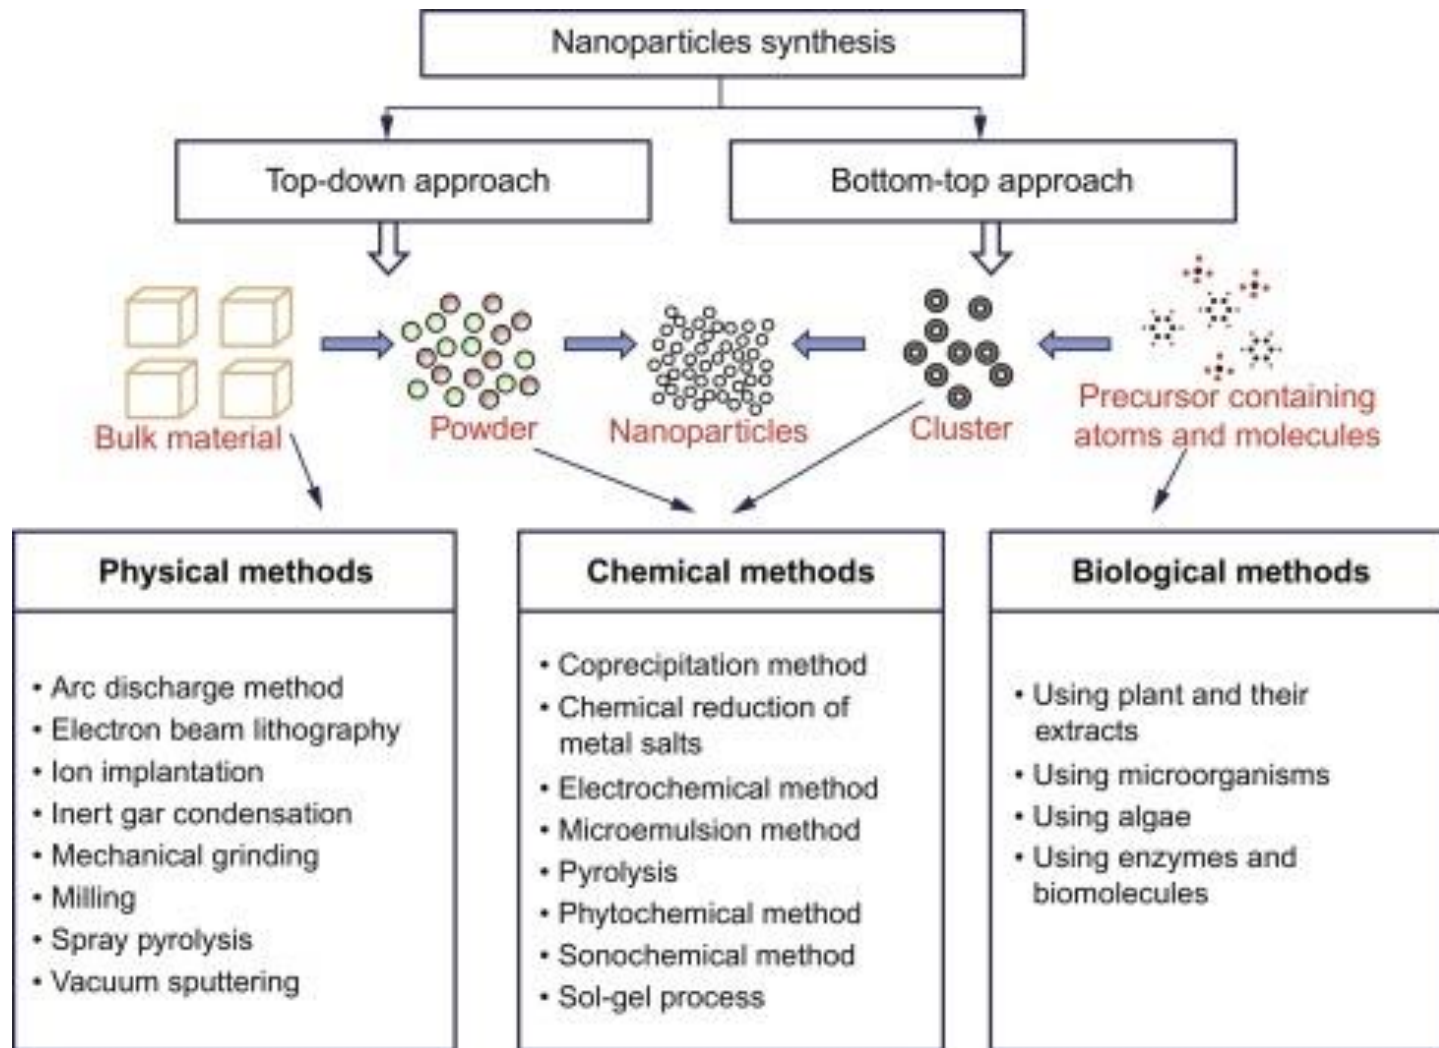 Nanoparticles synthesis
Top-down approach
Bottom-top approach
Bulk material
Powder
Nanoparticles
Cluster
Precursor containing
atoms and molecules
Physical methods
• Arc discharge method
• Electron beam lithography
• Ion implantation
• Inert gar condensation
• Mechanical grinding
• Milling
• Spray pyrolysis
• Vacuum sputtering
Chemical methods
• Coprecipitation method
• Chemical reduction of
metal salts
• Electrochemical method
• Microemulsion method
• Pyrolysis
• Phytochemical method
• Sonochemical method
• Sol-gel process
Biological methods
• Using plant and their
extracts
• Using microorganisms
• Using algae
• Using enzymes and
biomolecules